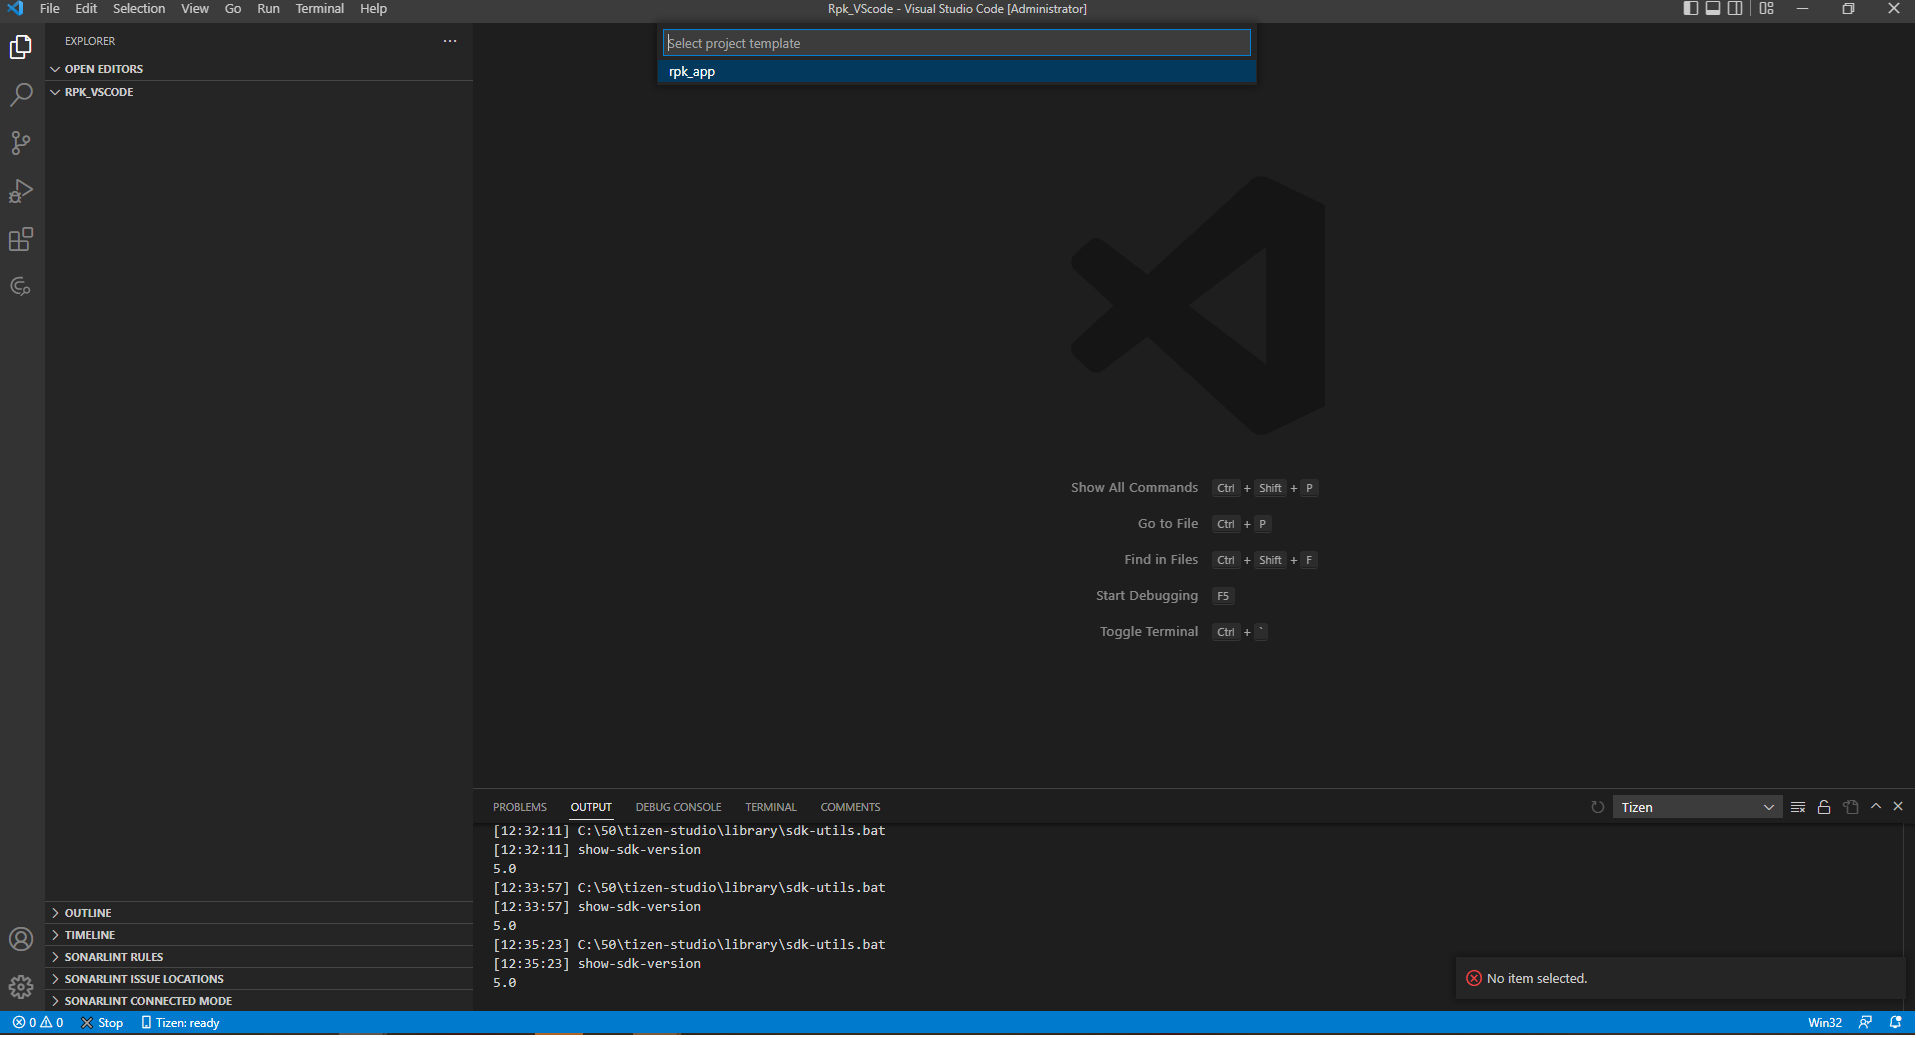 File Edit Selection View Go Run Terminal Help
Rpk_VScode - Visual Studio Code [Administrator]
Select project template
rpk_app
EXPLORER
OPEN EDITORS
RPK_VSCODE
Show All Commands Ctrl + Shift + P
Go to File Ctrl + P
Find in Files Ctrl + Shift + F
Start Debugging F5
Toggle Terminal Ctrl + `
PROBLEMS OUTPUT DEBUG CONSOLE TERMINAL COMMENTS
Tizen
[12:32:11] C:\50\tizen-studio\library\sdk-utils.bat
[12:32:11] show-sdk-version
5.0
[12:33:57] C:\50\tizen-studio\library\sdk-utils.bat
[12:33:57] show-sdk-version
5.0
[12:35:23] C:\50\tizen-studio\library\sdk-utils.bat
[12:35:23] show-sdk-version
5.0
OUTLINE
TIMELINE
SONARLINT RULES
SONARLINT ISSUE LOCATIONS
SONARLINT CONNECTED MODE
No item selected.
0 0 Stop Tizen: ready
Win32